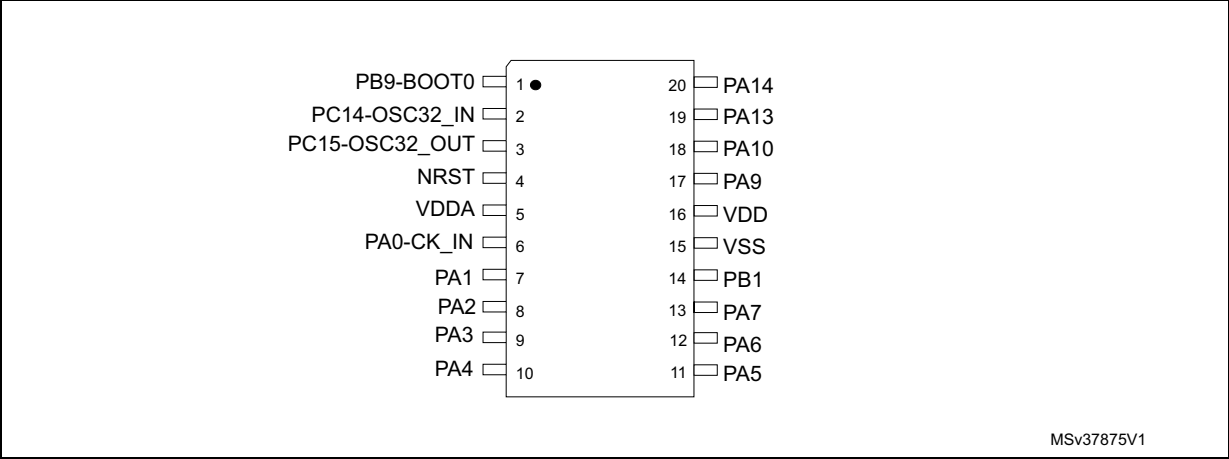 PB9-BOOT0 1 20 PA14
PC14-OSC32_IN 2 19 PA13
PC15-OSC32_OUT 3 18 PA10
NRST 4 17 PA9
VDDA 5 16 VDD
PA0-CK_IN 6 15 VSS
PA1 7 14 PB1
PA2 8 13 PA7
PA3 9 12 PA6
PA4 10 11 PA5
MSv37875V1